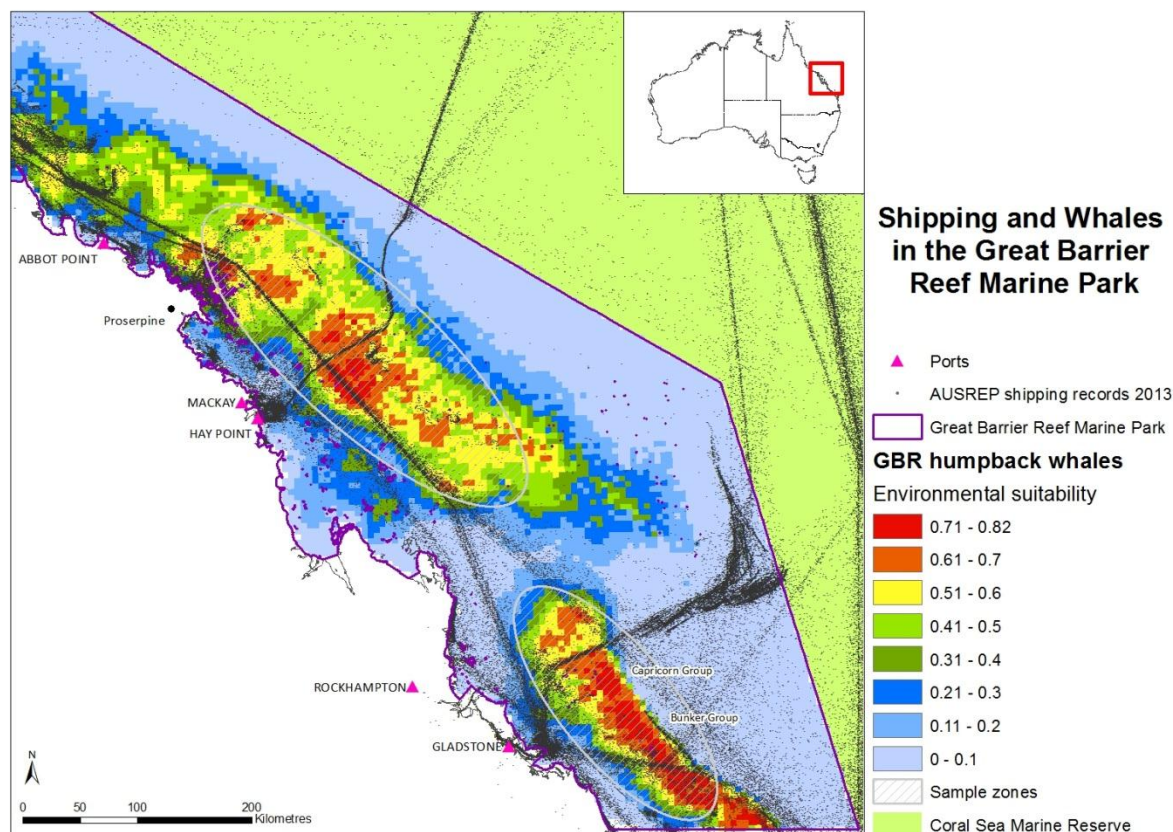 ABBOT POINT
Proserpine
MACKAY
HAY POINT
ROCKHAMPTON
GLADSTONE
Capricorn Group
Bunker Group
N
0 50 100 200
Kilometres
Shipping and Whales
in the Great Barrier
Reef Marine Park
Ports
AUSREP shipping records 2013
Great Barrier Reef Marine Park
GBR humpback whales
Environmental suitability
0.71 - 0.82
0.61 - 0.7
0.51 - 0.6
0.41 - 0.5
0.31 - 0.4
0.21 - 0.3
0.11 - 0.2
0 - 0.1
Sample zones
Coral Sea Marine Reserve